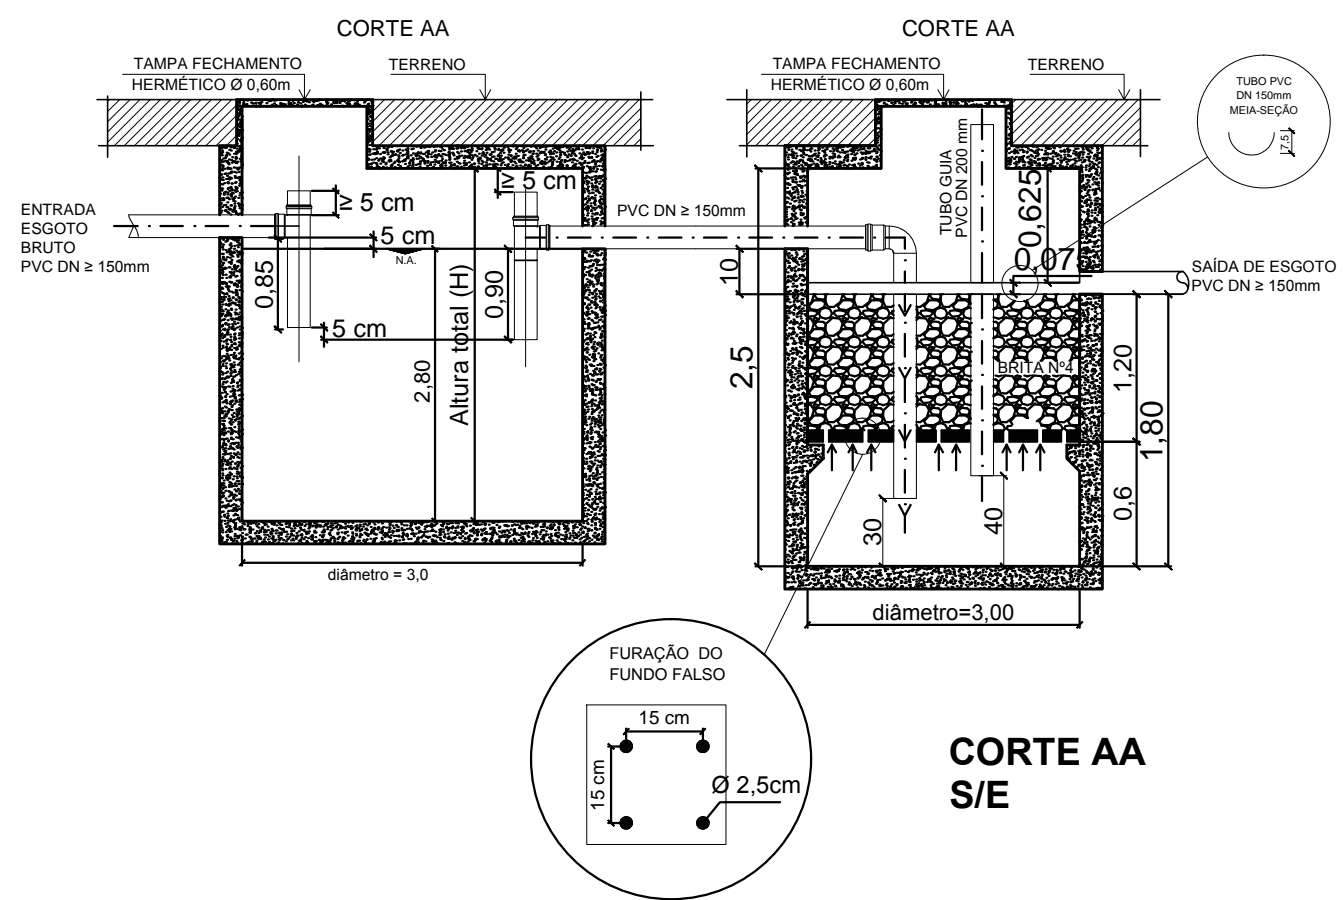 CORTE AA
TAMPA FECHAMENTO
HERMÉTICO Ø 0,60m
TERRENO
ENTRADA
ESGOTO
BRUTO
PVC DN ≥ 150mm
≥ 5 cm
5 cm
N.A.
0,85
5 cm
≥ 5 cm
0,90
2,80
Altura total (H)
diâmetro = 3,0
PVC DN ≥ 150mm
CORTE AA
TAMPA FECHAMENTO
HERMÉTICO Ø 0,60m
TERRENO
TUBO PVC
DN 150mm
MEIA-SEÇÃO
7,5
TUBO GUIA
PVC DN 200 mm
0,625
0,07
SAÍDA DE ESGOTO
PVC DN ≥ 150mm
10
2,5
BRITA Nº4
1,20
1,80
0,6
30
40
diâmetro=3,00
FURAÇÃO DO
FUNDO FALSO
15 cm
15 cm
Ø 2,5cm
CORTE AA
S/E